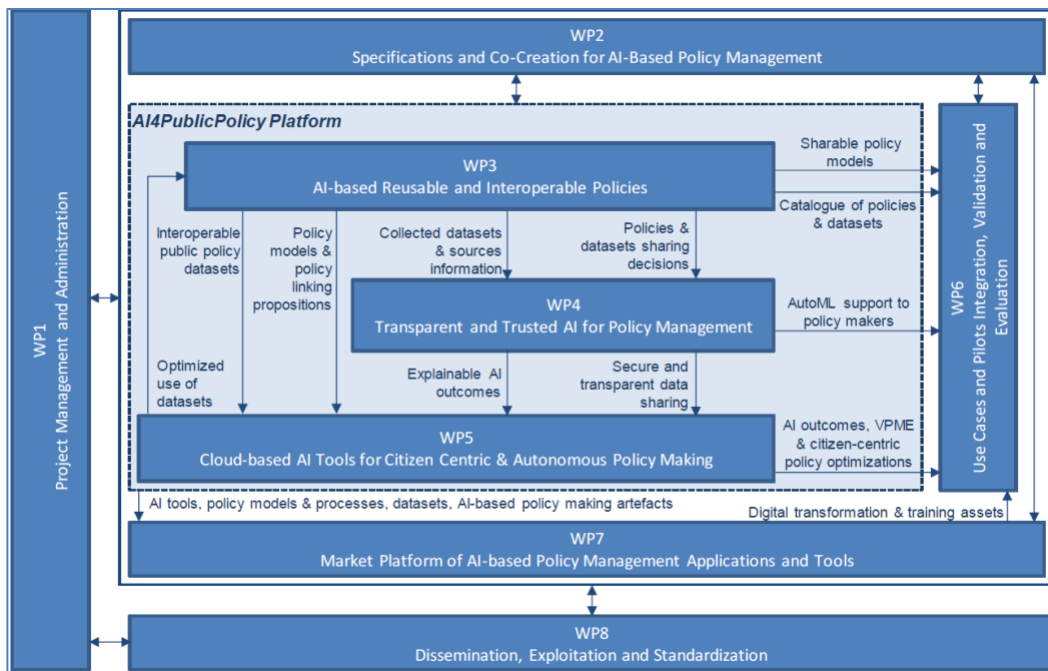 WP1
Project Management and Administration
WP2
Specifications and Co-Creation for AI-Based Policy Management
AI4PublicPolicy Platform
WP3
AI-based Reusable and Interoperable Policies
Sharable policy
models
Catalogue of policies
& datasets
Interoperable
public policy
datasets
Policy
models &
policy
linking
propositions
Collected datasets
& sources
information
Policies &
datasets sharing
decisions
WP4
Transparent and Trusted AI for Policy Management
AutoML support to
policy makers
WP6
Use Cases and Pilots Integration, Validation and
Evaluation
Optimized
use of
datasets
Explainable AI
outcomes
Secure and
transparent data
sharing
WP5
Cloud-based AI Tools for Citizen Centric & Autonomous Policy Making
AI outcomes, VPME
& citizen-centric
policy optimizations
AI tools, policy models & processes, datasets, AI-based policy making artefacts
Digital transformation & training assets
WP7
Market Platform of AI-based Policy Management Applications and Tools
WP8
Dissemination, Exploitation and Standardization